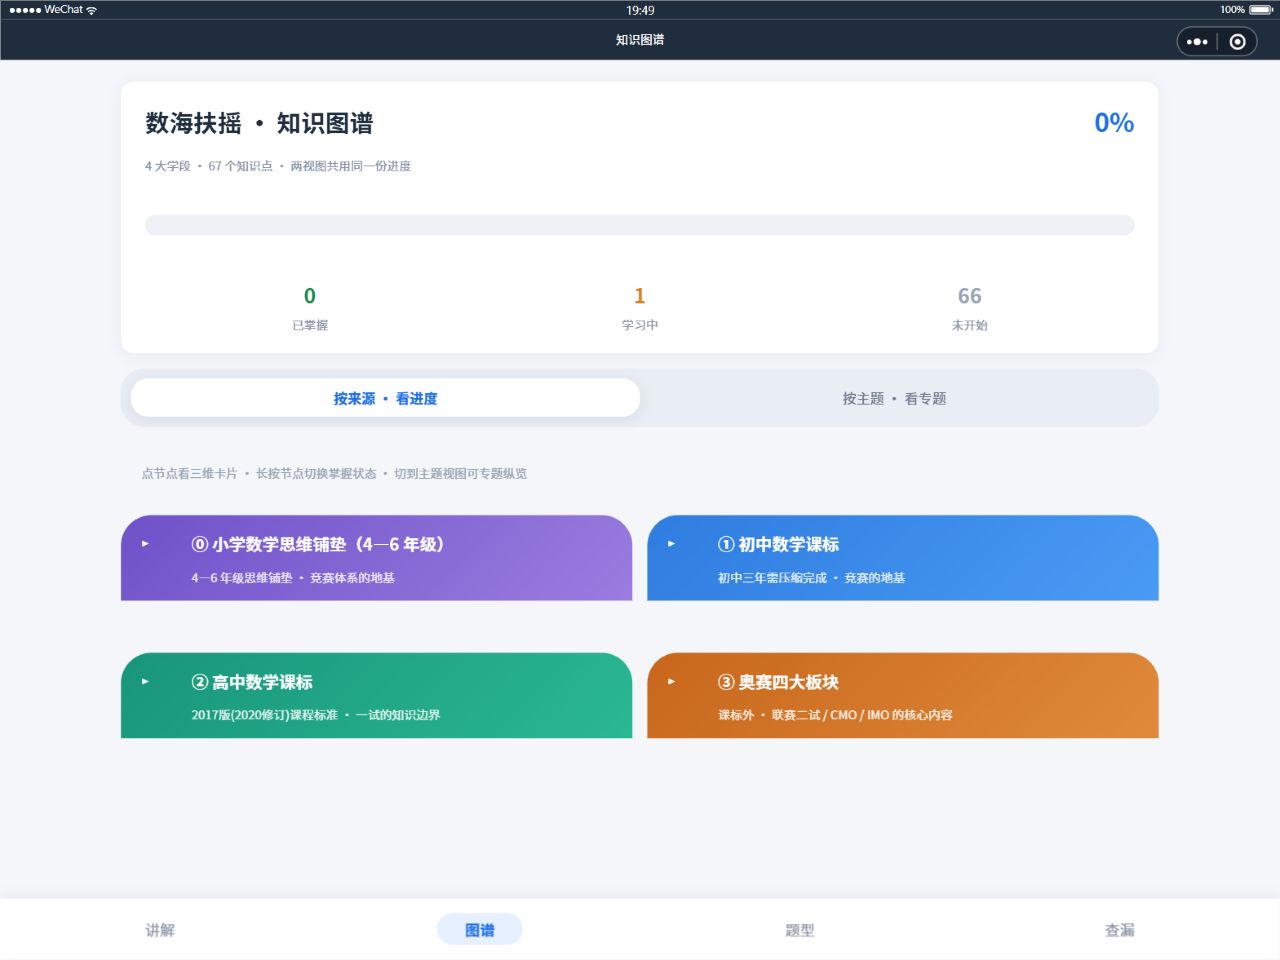 ●●●●● WeChat
19:49
100%
知识图谱
数海扶摇 · 知识图谱
0%
4 大学段 · 67 个知识点 · 两视图共用同一份进度
0
1
66
已掌握
学习中
未开始
按来源 · 看进度
按主题 · 看专题
点节点看三维卡片 · 长按节点切换掌握状态 · 切到主题视图可专题纵览
▸
⓪ 小学数学思维铺垫（4—6 年级）
4—6 年级思维铺垫 · 竞赛体系的地基
▸
① 初中数学课标
初中三年需压缩完成 · 竞赛的地基
▸
② 高中数学课标
2017版(2020修订)课程标准 · 一试的知识边界
▸
③ 奥赛四大板块
课标外 · 联赛二试 / CMO / IMO 的核心内容
讲解
图谱
题型
查漏